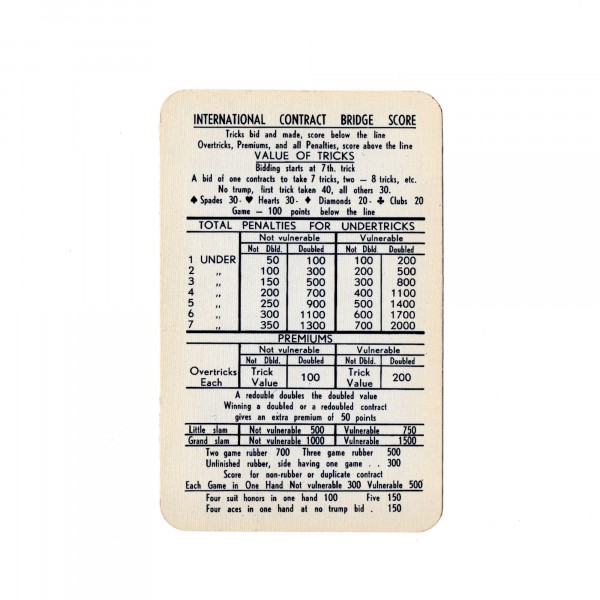 INTERNATIONAL CONTRACT BRIDGE SCORE
Tricks bid and made, score below the line
Overtricks, Premiums, and all Penalties, score above the line
VALUE OF TRICKS
Bidding starts at 7th. trick
A bid of one contracts to take 7 tricks, two — 8 tricks, etc.
No trump, first trick taken 40, all others 30.
♠ Spades 30 - ♥ Hearts 30 - ♦ Diamonds 20 - ♣ Clubs 20
Game — 100 points below the line
TOTAL PENALTIES FOR UNDERTRICKS
Not vulnerable Vulnerable
Not Dbld. Doubled Not Dbld. Doubled
1 UNDER 50 100 100 200
2 ,, 100 300 200 500
3 ,, 150 500 300 800
4 ,, 200 700 400 1100
5 ,, 250 900 500 1400
6 ,, 300 1100 600 1700
7 ,, 350 1300 700 2000
PREMIUMS
Not vulnerable Vulnerable
Not Dbld. Doubled Not Dbld. Doubled
Overtricks Each Trick Value 100 Trick Value 200
A redouble doubles the doubled value
Winning a doubled or a redoubled contract
gives an extra premium of 50 points
Little slam Not vulnerable 500 Vulnerable 750
Grand slam Not vulnerable 1000 Vulnerable 1500
Two game rubber 700 Three game rubber 500
Unlinished rubber, side having one game . . 300
Score for non-rubber or duplicate contract
Each Game in One Hand Not vulnerable 300 Vulnerable 500
Four suit honors in one hand 100 Five 150
Four aces in one hand at no trump bid . 150